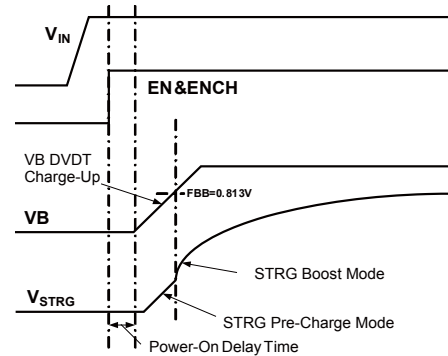 VIN
EN&ENCH
VB DVDT
Charge-Up
FBB=0.813V
VB
STRG Boost Mode
VSTRG
STRG Pre-Charge Mode
Power-On Delay Time